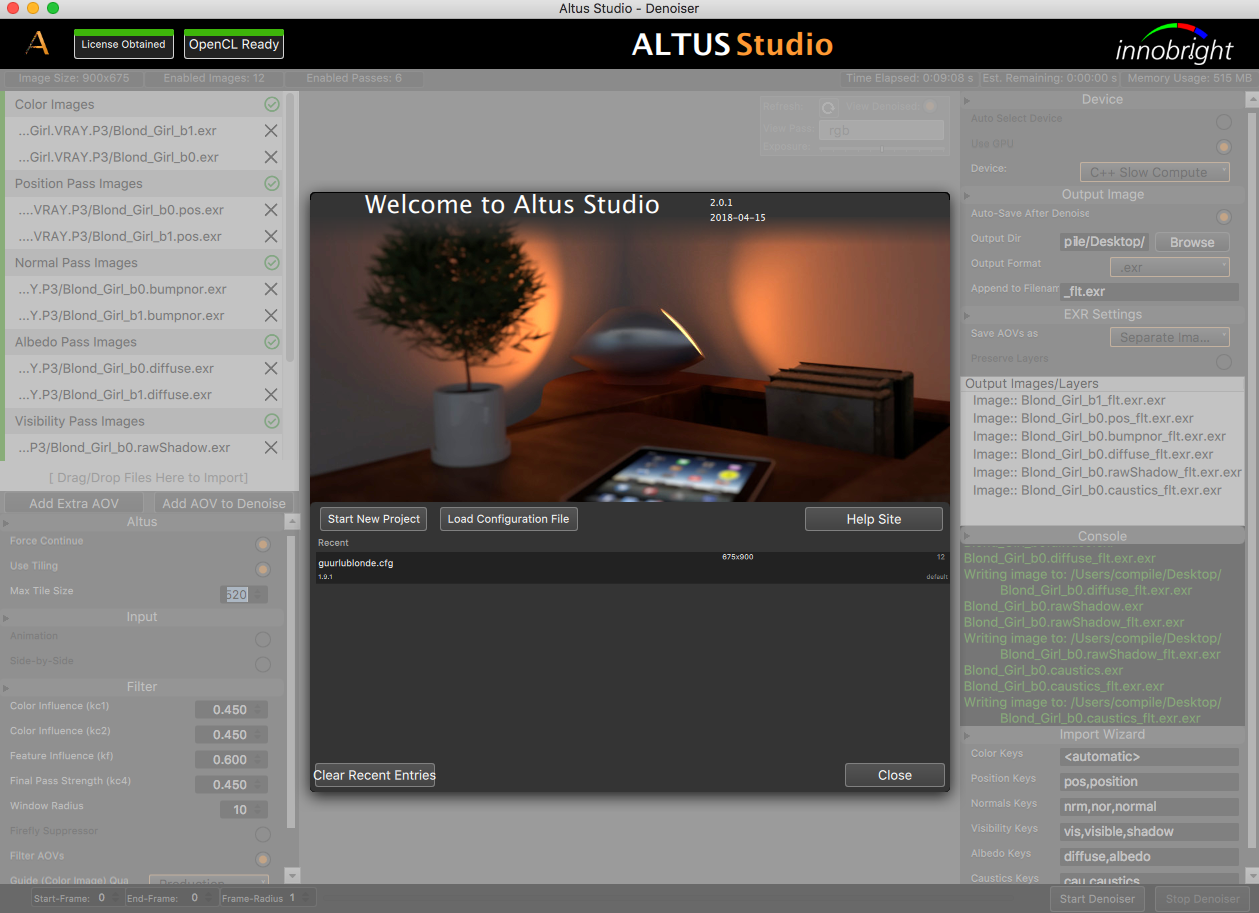 Altus Studio - Denoiser
License Obtained
OpenCL Ready
ALTUS Studio
innobright
Image Size: 900x675
Enabled Images: 12
Enabled Passes: 6
Time Elapsed: 0:09:08 s
Est. Remaining: 0:00:00 s
Memory Usage: 515 MB
Color Images
...Girl.VRAY.P3/Blond_Girl_b1.exr
...Girl.VRAY.P3/Blond_Girl_b0.exr
Position Pass Images
....VRAY.P3/Blond_Girl_b0.pos.exr
....VRAY.P3/Blond_Girl_b1.pos.exr
Normal Pass Images
...Y.P3/Blond_Girl_b0.bumpnor.exr
...Y.P3/Blond_Girl_b1.bumpnor.exr
Albedo Pass Images
...Y.P3/Blond_Girl_b0.diffuse.exr
...Y.P3/Blond_Girl_b1.diffuse.exr
Visibility Pass Images
...P3/Blond_Girl_b0.rawShadow.exr
[ Drag/Drop Files Here to Import]
Add Extra AOV
Add AOV to Denoise
Altus
Force Continue
Use Tiling
Max Tile Size
520
Input
Animation
Side-by-Side
Filter
Color Influence (kc1)
0.450
Color Influence (kc2)
0.450
Feature Influence (kf)
0.600
Final Pass Strength (kc4)
0.450
Window Radius
10
Firefly Suppressor
Filter AOVs
Guide (Color Image) Qua
Production
Start-Frame: 0
End-Frame: 0
Frame-Radius 1
Refresh:
View Denoised:
View Pass:
rgb
Exposure:
Welcome to Altus Studio
2.0.1
2018-04-15
Start New Project
Load Configuration File
Help Site
Recent
guurlublonde.cfg
675x900
12
1.9.1
default
Clear Recent Entries
Close
Device
Auto Select Device
Use GPU
Device:
C++ Slow Compute
Output Image
Auto-Save After Denoise
Output Dir
pile/Desktop/
Browse
Output Format
.exr
Append to Filenam
_flt.exr
EXR Settings
Save AOVs as
Separate ima...
Preserve Layers
Output Images/Layers
Image:: Blond_Girl_b1_flt.exr.exr
Image:: Blond_Girl_b0.pos_flt.exr.exr
Image:: Blond_Girl_b0.bumpnor_flt.exr.exr
Image:: Blond_Girl_b0.diffuse_flt.exr.exr
Image:: Blond_Girl_b0.rawShadow_flt.exr.exr
Image:: Blond_Girl_b0.caustics_flt.exr.exr
Console
Blond_Girl_b0.diffuse_flt.exr.exr
Writing image to: /Users/compile/Desktop/
Blond_Girl_b0.diffuse_flt.exr.exr
Blond_Girl_b0.rawShadow.exr
Blond_Girl_b0.rawShadow_flt.exr.exr
Writing image to: /Users/compile/Desktop/
Blond_Girl_b0.rawShadow_flt.exr.exr
Blond_Girl_b0.caustics.exr
Blond_Girl_b0.caustics_flt.exr.exr
Writing image to: /Users/compile/Desktop/
Blond_Girl_b0.caustics_flt.exr.exr
Import Wizard
Color Keys
<automatic>
Position Keys
pos,position
Normals Keys
nrm,nor,normal
Visibility Keys
vis,visible,shadow
Albedo Keys
diffuse,albedo
Caustics Keys
cau,caustics
Start Denoiser
Stop Denoiser